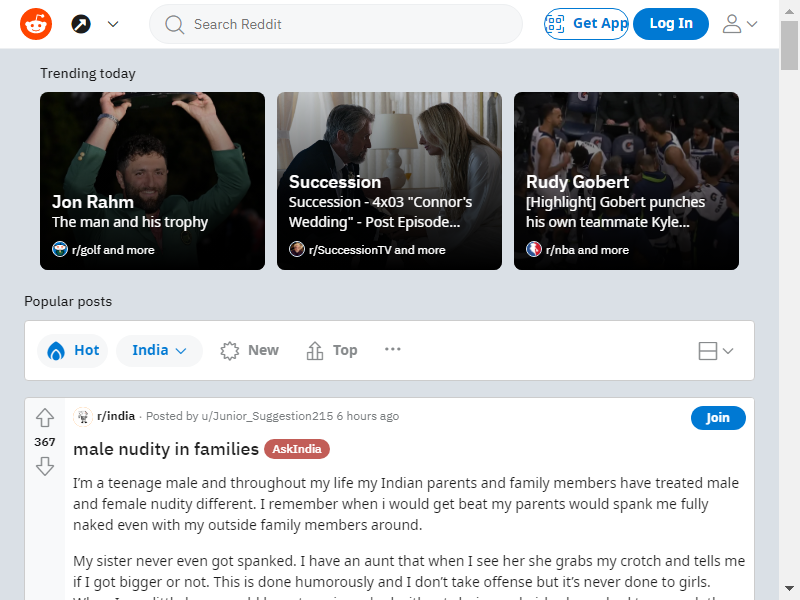 Search Reddit
Get App
Log In
Trending today
Jon Rahm
The man and his trophy
r/golf and more
Succession
Succession - 4x03 "Connor's
Wedding" - Post Episode...
r/SuccessionTV and more
Rudy Gobert
[Highlight] Gobert punches
his own teammate Kyle...
r/nba and more
Popular posts
Hot
India
New
Top
r/india · Posted by u/Junior_Suggestion215 6 hours ago
Join
367
male nudity in families AskIndia
I'm a teenage male and throughout my life my Indian parents and family members have treated male
and female nudity different. I remember when i would get beat my parents would spank me fully
naked even with my outside family members around.
My sister never even got spanked. I have an aunt that when I see her she grabs my crotch and tells me
if I got bigger or not. This is done humorously and I don't take offense but it's never done to girls.